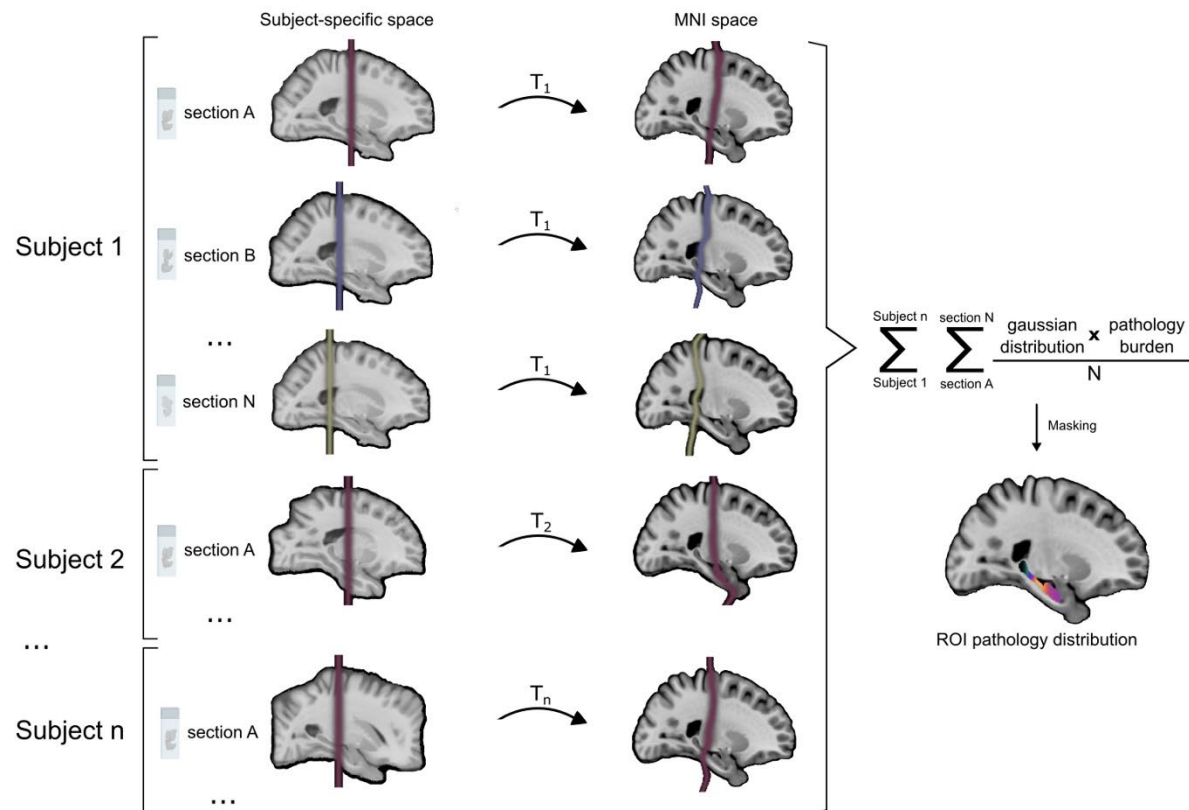 Subject-specific space
MNI space
Subject 1
section A
T1
section B
T1
...
section N
T1
Subject 2
section A
T2
...
...
Subject n
section A
Tn
...
Subject n
∑
Subject 1
section N
∑
section A
gaussian
distribution
x
pathology
burden
N
Masking
ROI pathology distribution